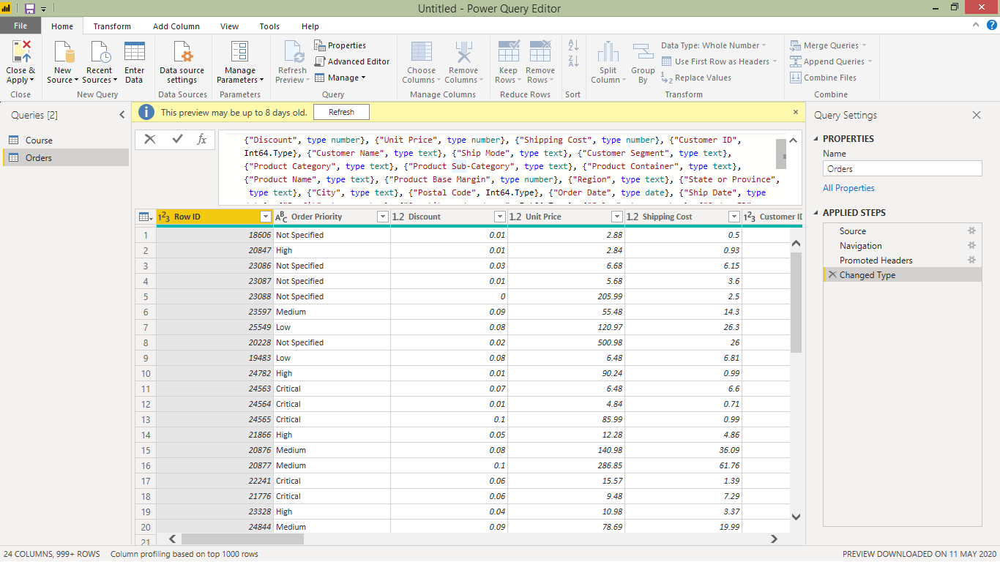 Untitled - Power Query Editor
File Home Transform Add Column View Tools Help
Close & Apply
New Source
Recent Sources
Enter Data
Data source settings
Manage Parameters
Refresh Preview
Properties
Advanced Editor
Manage
Choose Columns
Remove Columns
Keep Rows
Remove Rows
Split Column
Group By
Data Type: Whole Number
Use First Row as Headers
Replace Values
Merge Queries
Append Queries
Combine Files
Close New Query Data Sources Parameters Query Manage Columns Reduce Rows Sort Transform Combine
Queries [2]
Course
Orders
This preview may be up to 8 days old. Refresh
{"Discount", type number}, {"Unit Price", type number}, {"Shipping Cost", type number}, {"Customer ID",
Int64.Type}, {"Customer Name", type text}, {"Ship Mode", type text}, {"Customer Segment", type text},
{"Product Category", type text}, {"Product Sub-Category", type text}, {"Product Container", type text},
{"Product Name", type text}, {"Product Base Margin", type number}, {"Region", type text}, {"State or Province",
type text}, {"City", type text}, {"Postal Code", Int64.Type}, {"Order Date", type date}, {"Ship Date", type
Row ID Order Priority 1.2 Discount 1.2 Unit Price 1.2 Shipping Cost 123 Customer ID
1 18606 Not Specified 0.01 2.88 0.5
2 20847 High 0.01 2.84 0.93
3 23086 Not Specified 0.03 6.68 6.15
4 23087 Not Specified 0.01 5.68 3.6
5 23088 Not Specified 0 205.99 2.5
6 23597 Medium 0.09 55.48 14.3
7 25549 Low 0.08 120.97 26.3
8 20228 Not Specified 0.02 500.98 26
9 19483 Low 0.08 6.48 6.81
10 24782 High 0.01 90.24 0.99
11 24563 Critical 0.07 6.48 6.6
12 24564 Critical 0.01 4.84 0.71
13 24565 Critical 0.1 85.99 0.99
14 21866 High 0.05 12.28 4.86
15 20876 Medium 0.08 140.98 36.09
16 20877 Medium 0.1 286.85 61.76
17 22241 Critical 0.06 15.57 1.39
18 21776 Critical 0.06 9.48 7.29
19 23328 High 0.04 10.98 3.37
20 24844 Medium 0.09 78.69 19.99
21
Query Settings
PROPERTIES
Name
Orders
All Properties
APPLIED STEPS
Source
Navigation
Promoted Headers
Changed Type
24 COLUMNS, 999+ ROWS Column profiling based on top 1000 rows PREVIEW DOWNLOADED ON 11 MAY 2020